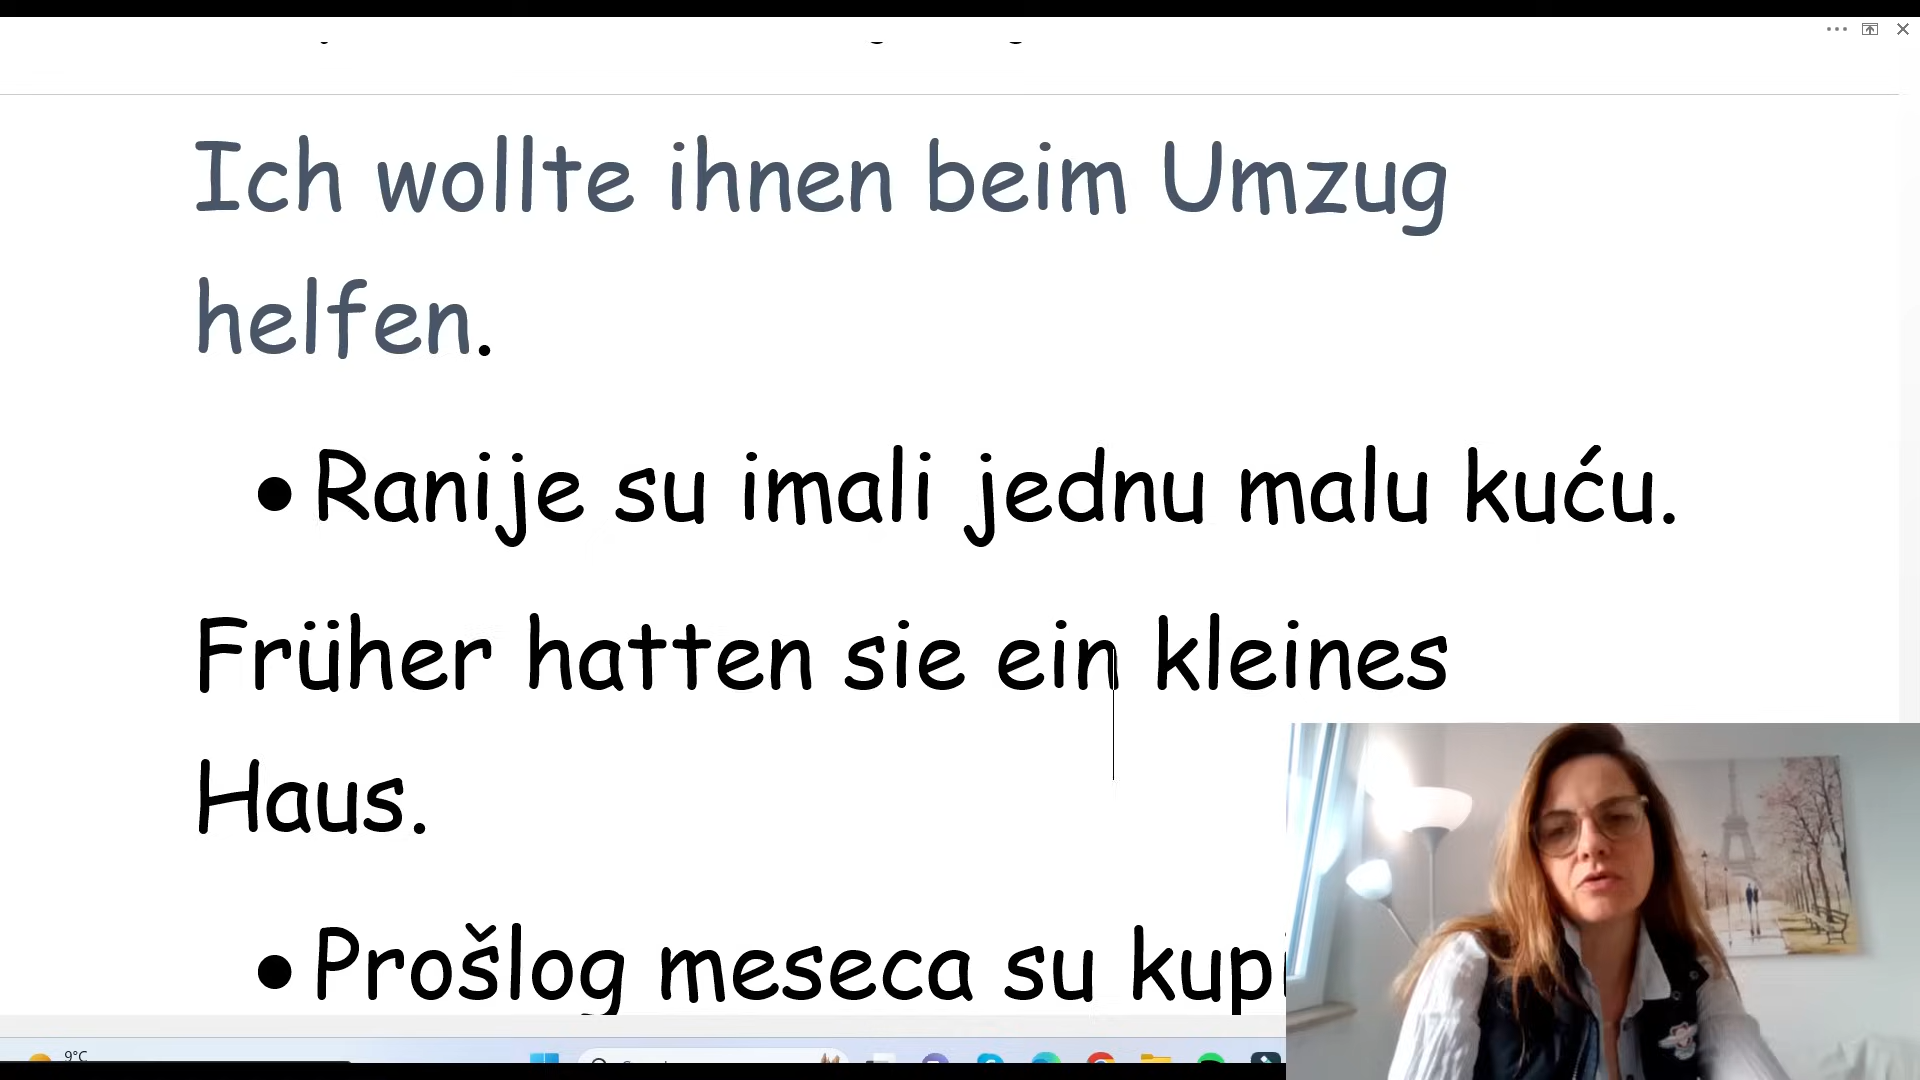 Ich wollte ihnen beim Umzug
helfen.
• Ranije su imali jednu malu kuću.
Früher hatten sie ein kleines
Haus.
• Prošlog meseca su
9°C